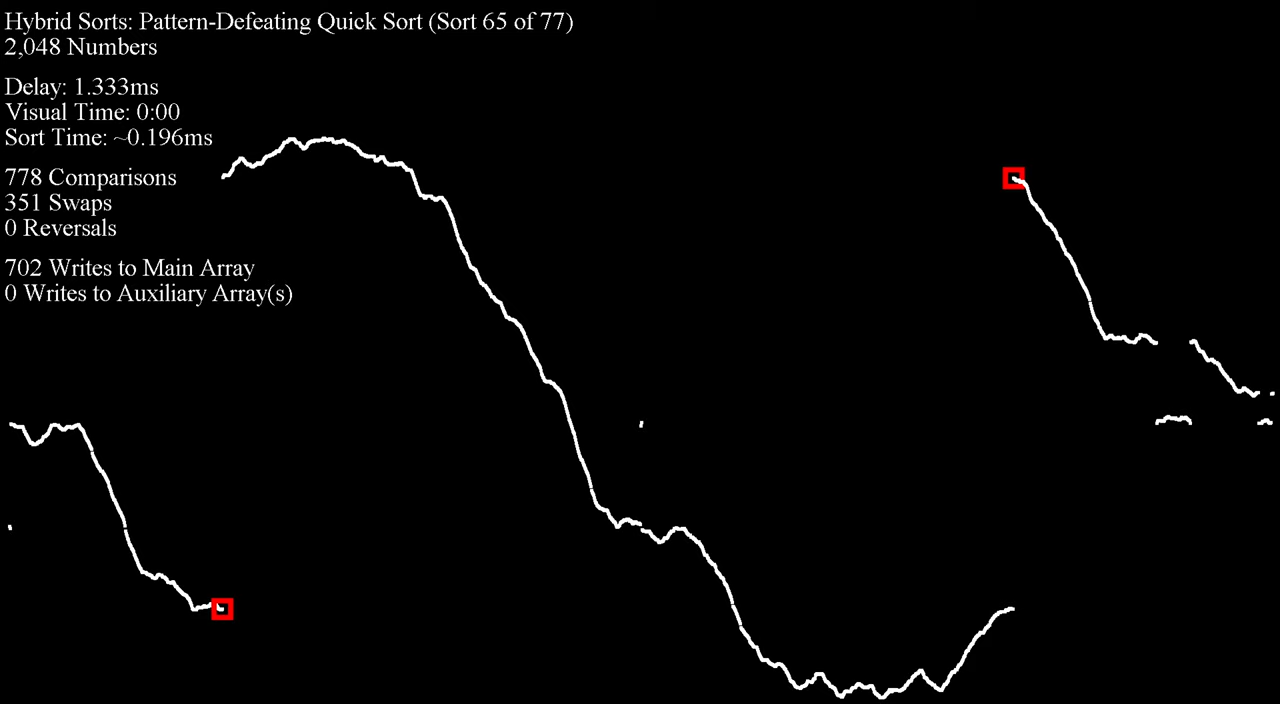 Hybrid Sorts: Pattern-Defeating Quick Sort (Sort 65 of 77)
2,048 Numbers
Delay: 1.333ms
Visual Time: 0:00
Sort Time: ~0.196ms
778 Comparisons
351 Swaps
0 Reversals
702 Writes to Main Array
0 Writes to Auxiliary Array(s)